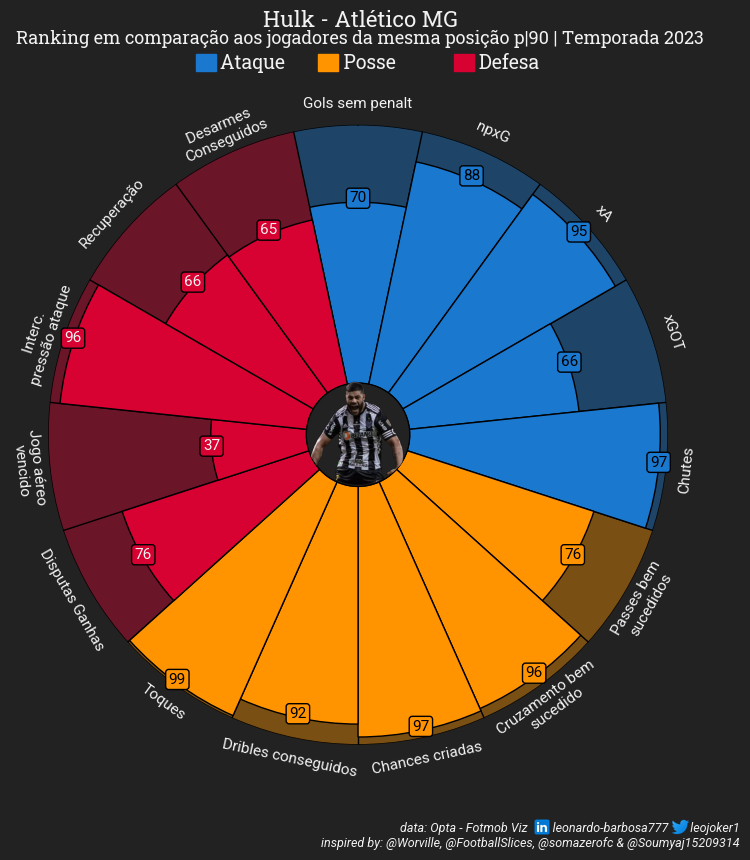 Hulk - Atlético MG
Ranking em comparação aos jogadores da mesma posição p|90 | Temporada 2023
Ataque Posse Defesa
Gols sem penalt
70
npxG
88
xA
95
xGOT
66
Chutes
97
Passes bem
sucedidos
76
Cruzamento bem
sucedido
96
Chances criadas
97
Dribles conseguidos
92
Toques
99
Disputas Ganhas
76
Jogo aéreo
vencido
37
Interc.
pressão ataque
96
Recuperação
66
Desarmes
Conseguidos
65
data: Opta - Fotmob Viz in leonardo-barbosa777 leojoker1
inspired by: @Worville, @FootballSlices, @somazerofc & @Soumyaj15209314